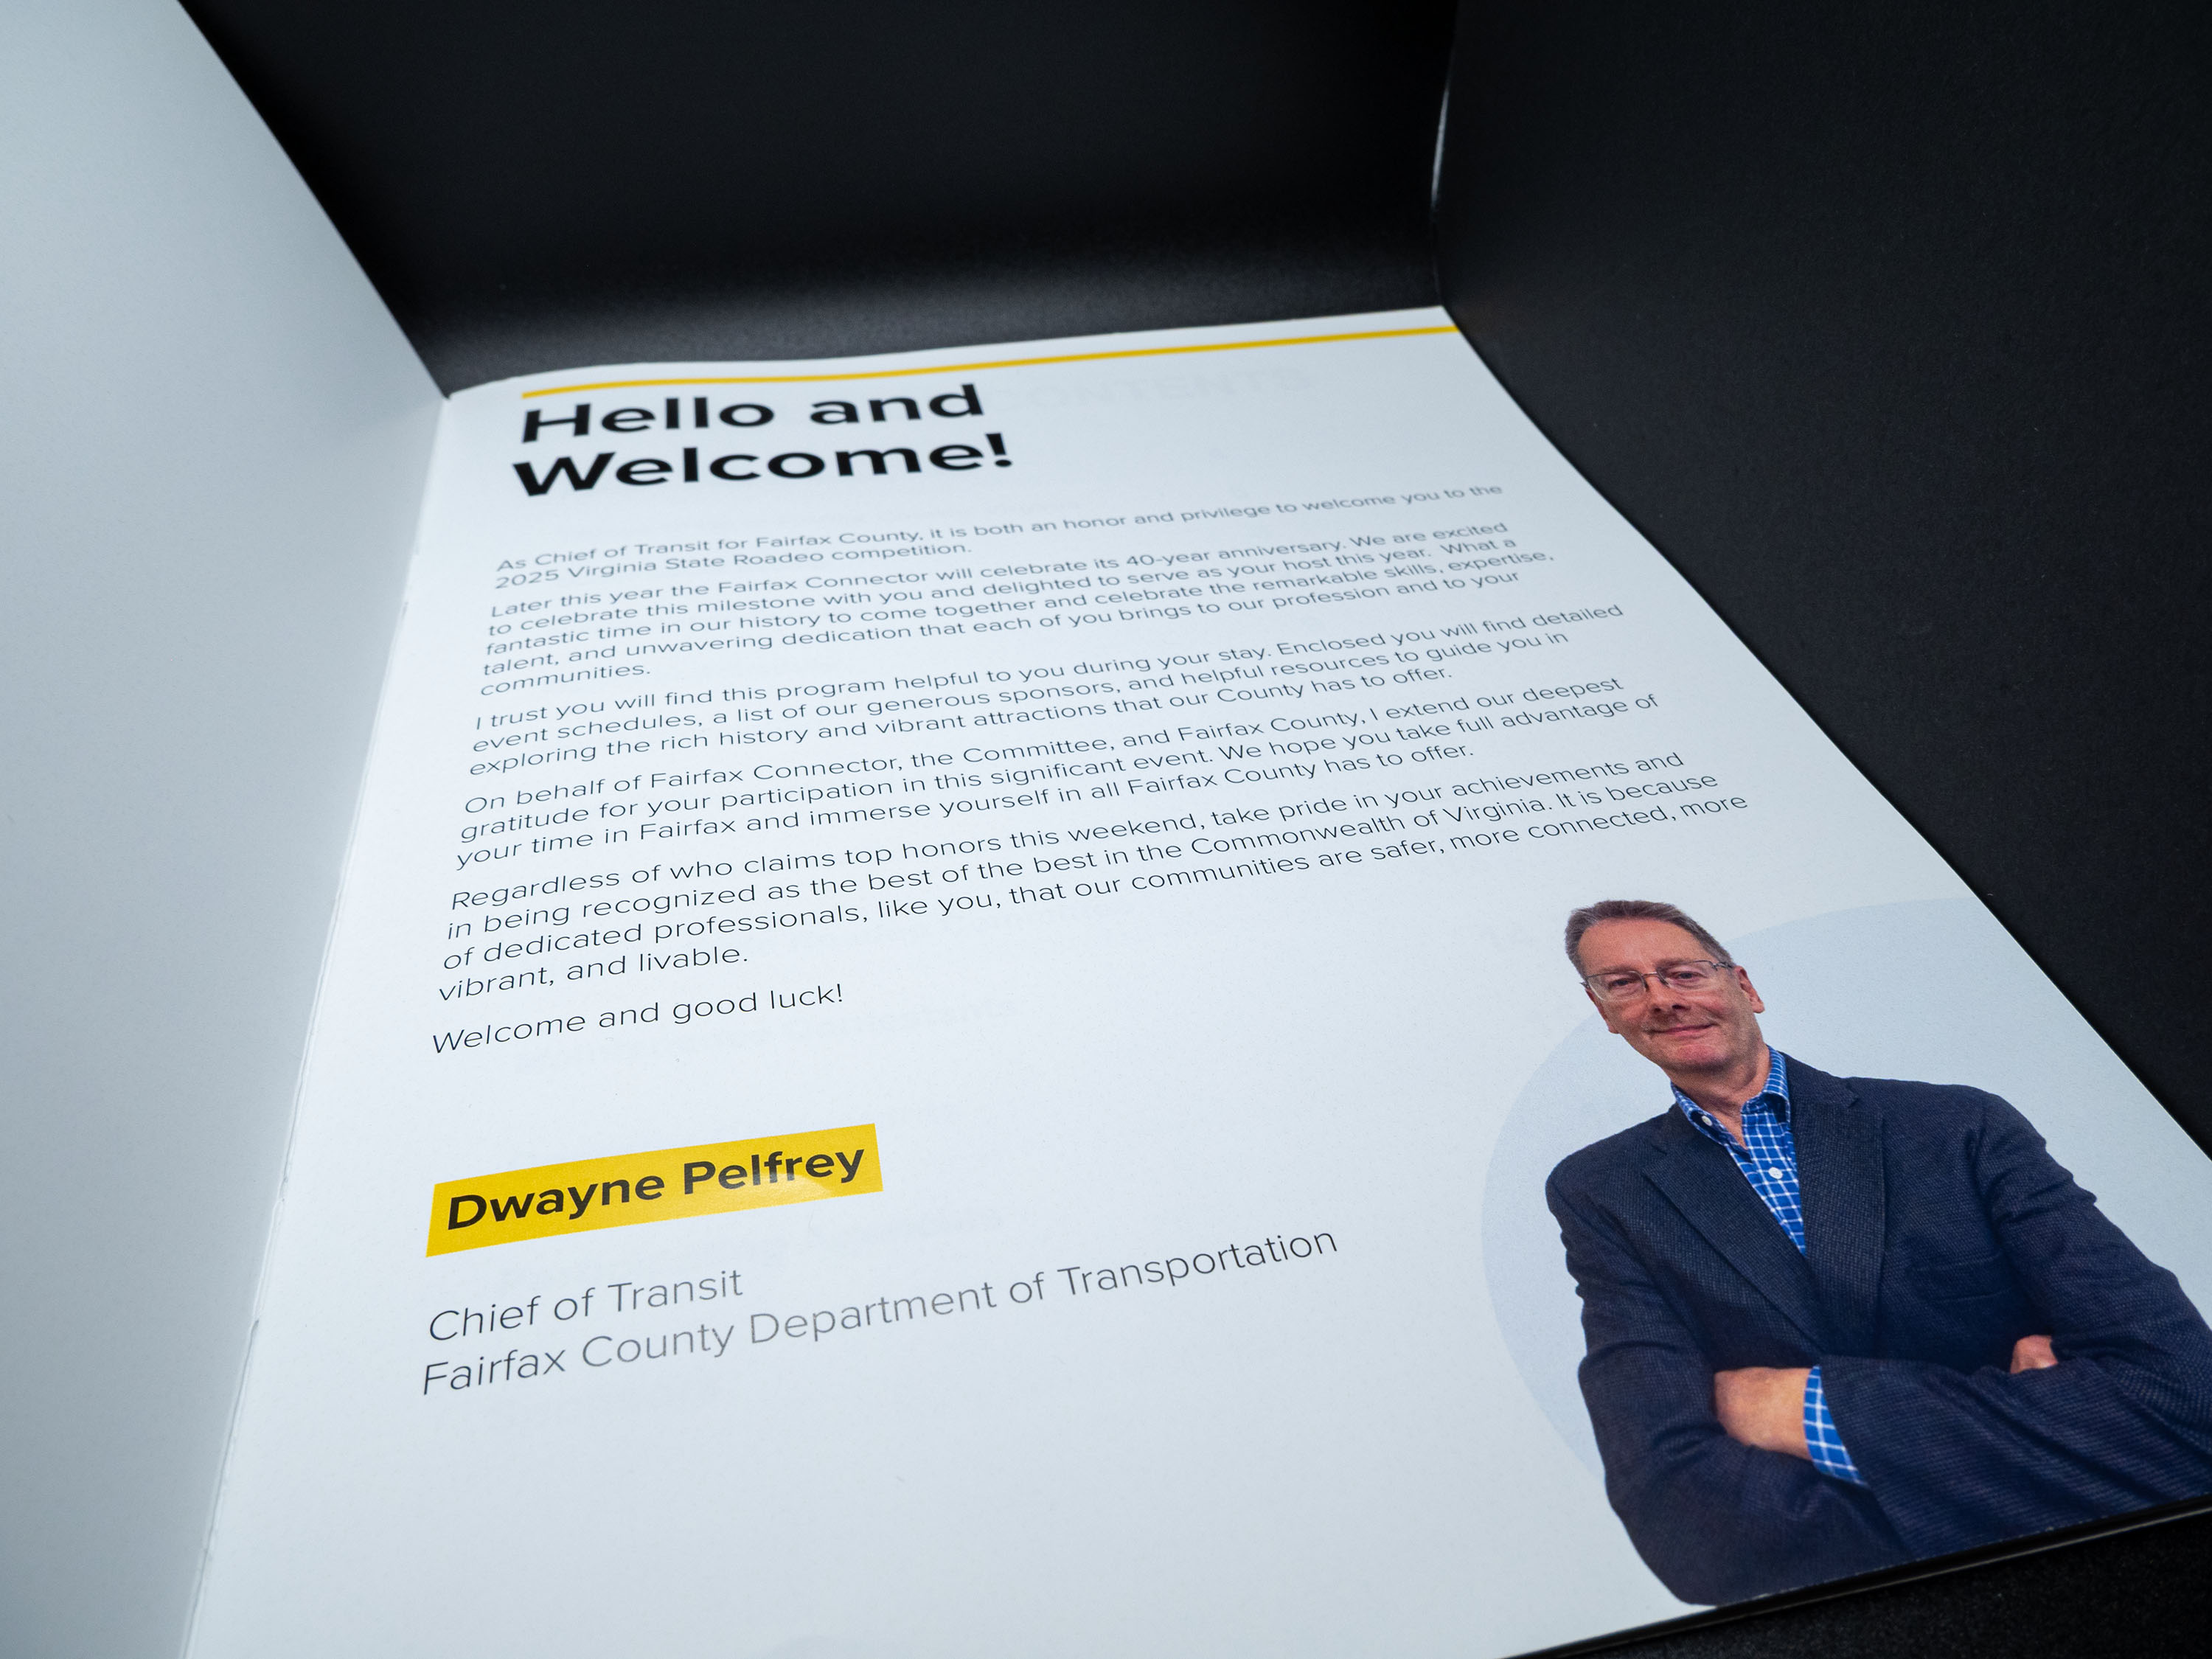 Hello and
Welcome!
As Chief of Transit for Fairfax County, it is both an honor and privilege to welcome you to the
2025 Virginia State Roadeo competition.
Later this year the Fairfax Connector will celebrate its 40-year anniversary. We are excited
to celebrate this milestone with you and delighted to serve as your host this year. What a
fantastic time in our history to come together and celebrate the remarkable skills, expertise,
talent, and unwavering dedication that each of you brings to our profession and to your
communities.
I trust you will find this program helpful to you during your stay. Enclosed you will find detailed
event schedules, a list of our generous sponsors, and helpful resources to guide you in
exploring the rich history and vibrant attractions that our County has to offer.
On behalf of Fairfax Connector, the Committee, and Fairfax County, I extend our deepest
gratitude for your participation in this significant event. We hope you take full advantage of
your time in Fairfax and immerse yourself in all Fairfax County has to offer.
Regardless of who claims top honors this weekend, take pride in your achievements and
in being recognized as the best of the best in the Commonwealth of Virginia. It is because
of dedicated professionals, like you, that our communities are safer, more connected, more
vibrant, and livable.
Welcome and good luck!
Dwayne Pelfrey
Chief of Transit
Fairfax County Department of Transportation